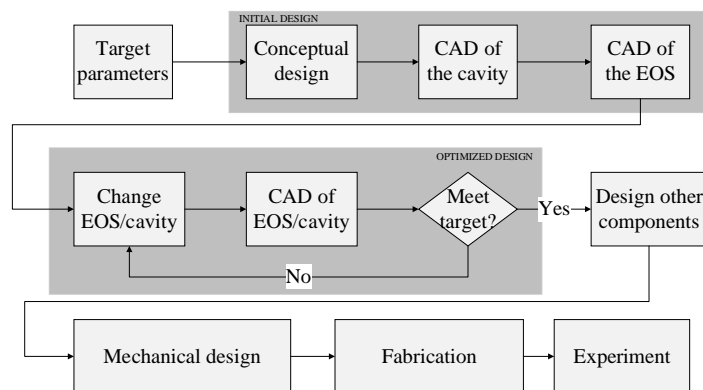 INITIAL DESIGN
Target
parameters
Conceptual
design
CAD of
the cavity
CAD of
the EOS
OPTIMIZED DESIGN
Change
EOS/cavity
CAD of
EOS/cavity
Meet
target?
Yes
Design other
components
No
Mechanical design
Fabrication
Experiment